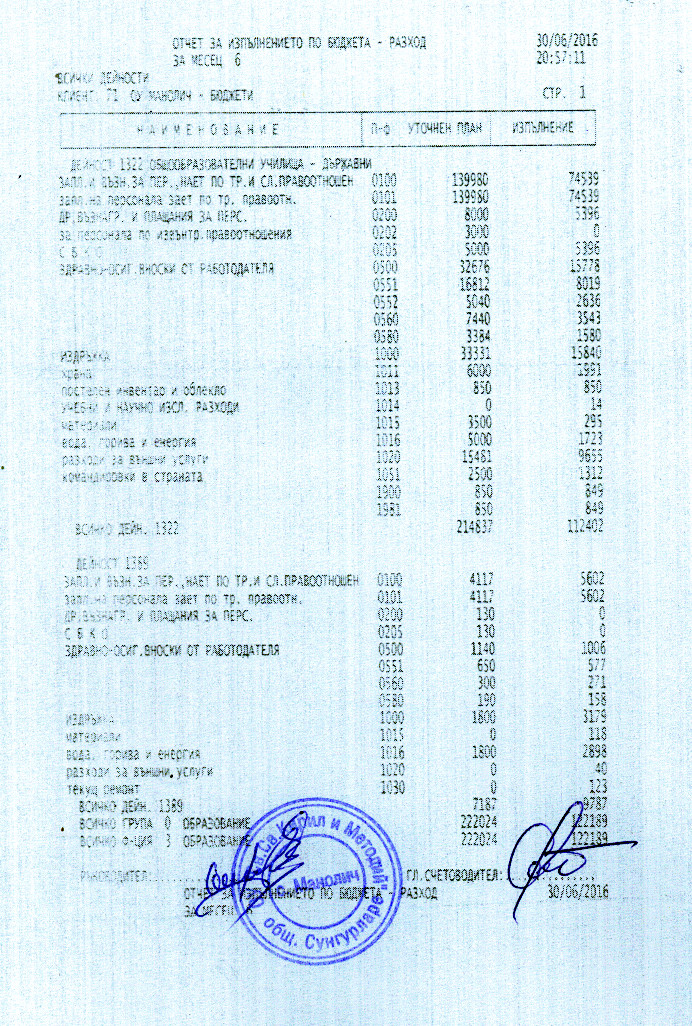 ОТЧЕТ ЗА ИЗПЪЛНЕНИЕТО ПО БЮДЖЕТА - РАЗХОД 30/06/2016
ЗА МЕСЕЦ 6 20:57:11
ВСИЧКИ ДЕЙНОСТИ
КЛИЕНТ. 71 СУ МАНОЛИЧ - БЮДЖЕТИ СТР. 1
Н А И М Е Н О В А Н И Е П-Ф УТОЧНЕН ПЛАН ИЗПЪЛНЕНИЕ
ДЕЙНОСТ 1322 ОБЩООБРАЗОВАТЕЛНИ УЧИЛИЩА - ДЪРЖАВНИ
ЗАПЛ.И ВЪЗН.ЗА ПЕР.,НАЕТ ПО ТР.И СЛ.ПРАВООТНОШЕН 0100 139980 74539
запл.на персонала зает по тр. правоотн. 0101 139980 74539
ДР.ВЪЗНАГР. И ПЛАЩАНИЯ ЗА ПЕРС. 0200 8000 5396
за персонала по извънтр.правоотношения 0202 3000 0
С Б К О 0205 5000 5396
ЗДРАВНО-ОСИГ.ВНОСКИ ОТ РАБОТОДАТЕЛЯ 0500 32676 15778
0551 16812 8019
0552 5040 2636
0560 7440 3543
0580 3384 1580
ИЗДРЪЖКА 1000 33331 15840
храна 1011 6000 1991
постелен инвентар и облекло 1013 850 850
УЧЕБНИ И НАУЧНО ИЗСЛ. РАЗХОДИ 1014 0 14
материали 1015 3500 295
вода, горива и енергия 1016 5000 1723
разходи за външни услуги 1020 15481 9655
командировки в страната 1051 2500 1312
1900 850 849
1981 850 849
ВСИЧКО ДЕЙН. 1322 214837 112402
ДЕЙНОСТ 1389
ЗАПЛ.И ВЪЗН.ЗА ПЕР.,НАЕТ ПО ТР.И СЛ.ПРАВООТНОШЕН 0100 4117 5602
запл.на персонала зает по тр. правоотн. 0101 4117 5602
ДР.ВЪЗНАГР. И ПЛАЩАНИЯ ЗА ПЕРС. 0200 130 0
С Б К О 0205 130 0
ЗДРАВНО-ОСИГ.ВНОСКИ ОТ РАБОТОДАТЕЛЯ 0500 1140 1006
0551 650 577
0560 300 271
0580 190 158
ИЗДРЪЖКА 1000 1800 3179
материали 1015 0 118
вода, горива и енергия 1016 1800 2898
разходи за външни услуги 1020 0 40
текущ ремонт 1030 0 123
ВСИЧКО ДЕЙН. 1389 7187 9787
ВСИЧКО ГРУПА 0 ОБРАЗОВАНИЕ 222024 122189
ВСИЧКО Ф-ЦИЯ 3 ОБРАЗОВАНИЕ 222024 122189
РЪКОВОДИТЕЛ:........ ГЛ.СЧЕТОВОДИТЕЛ:............
ОТЧЕТ ЗА ИЗПЪЛНЕНИЕТО ПО БЮДЖЕТА - РАЗХОД 30/06/2016
ЗА МЕСЕЦ 6
Св.Св.Кирил и Методий"
Манолич
общ. Сунгурларе